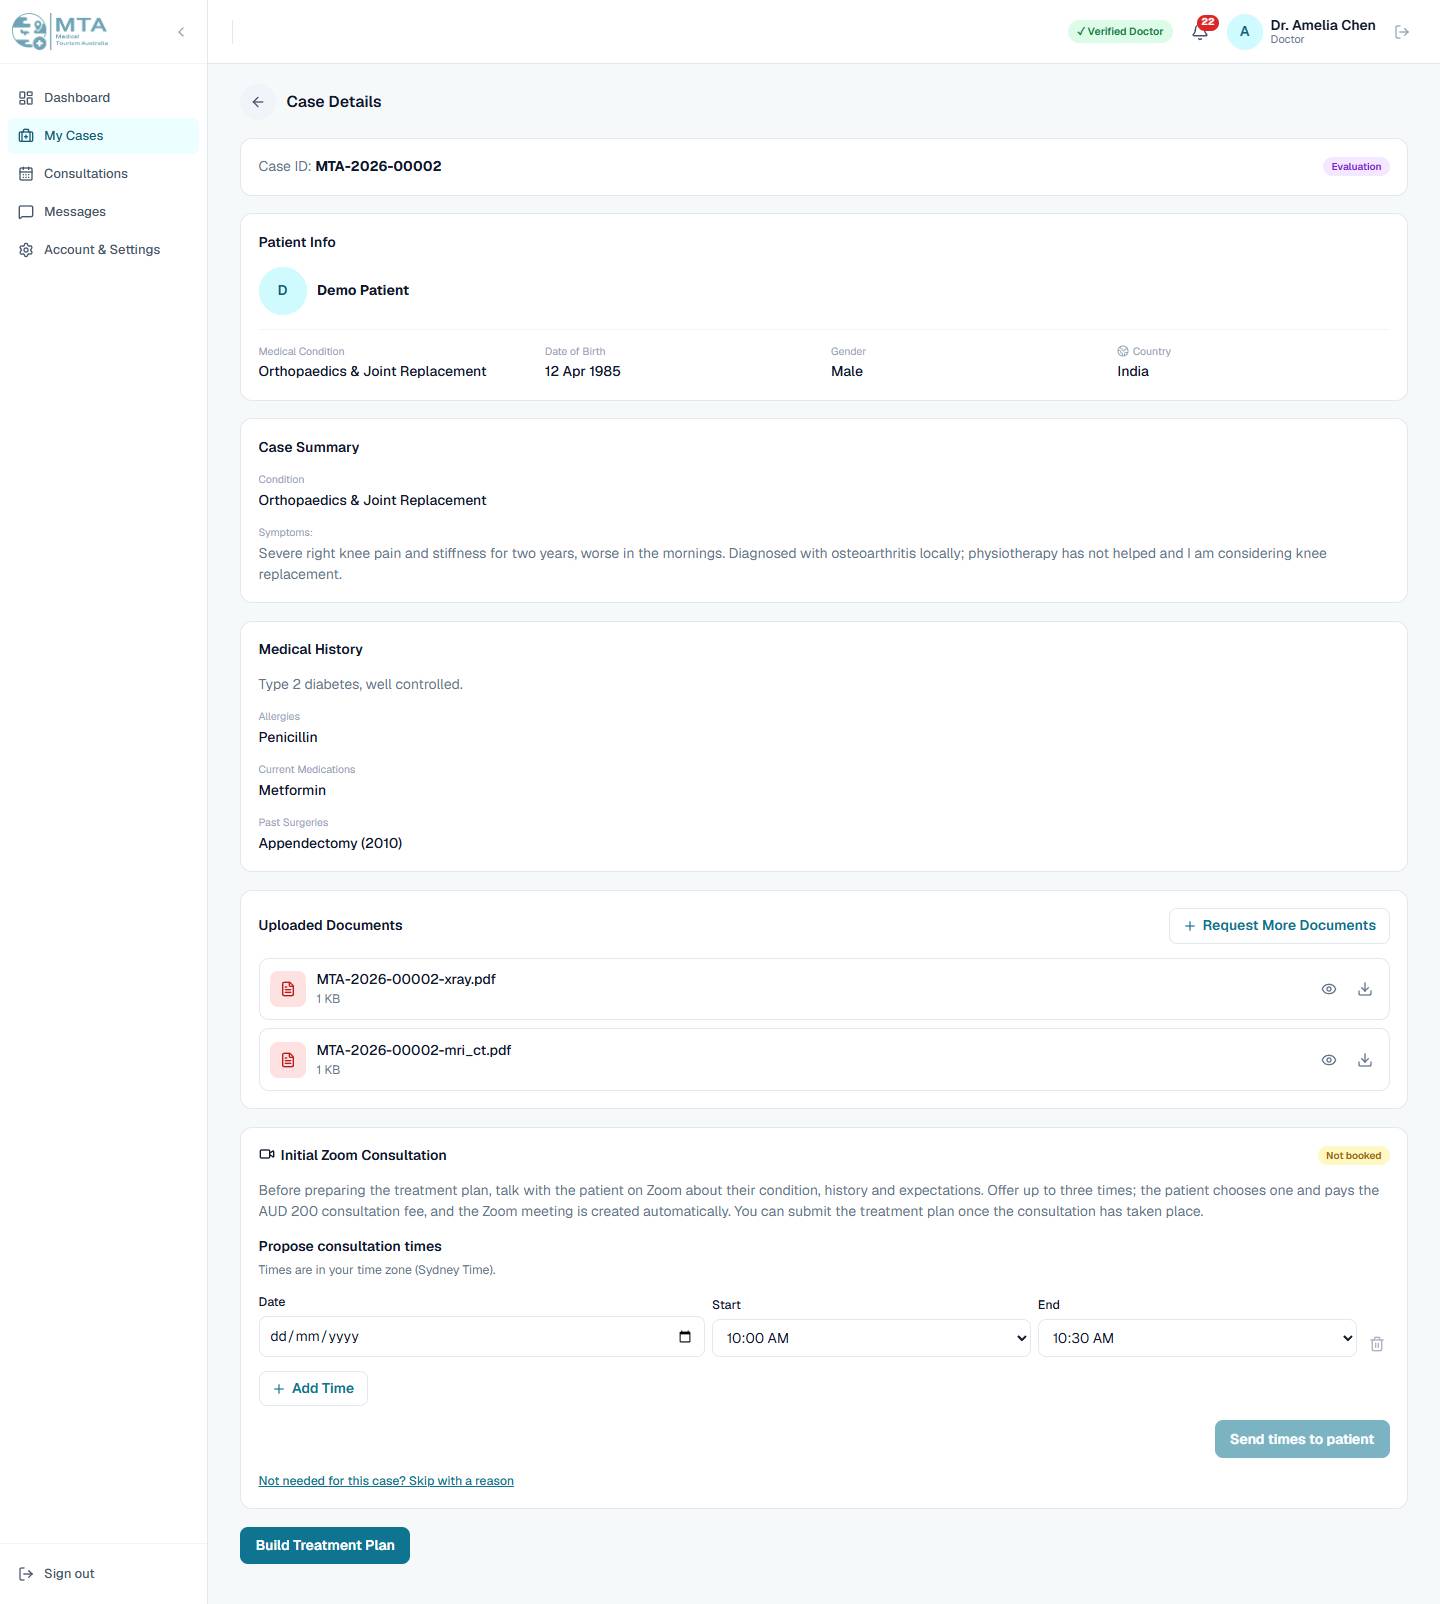 MTA
Medical
Tourism Australia
✓ Verified Doctor
22
A
Dr. Amelia Chen
Doctor
Dashboard
My Cases
Consultations
Messages
Account & Settings
Sign out
Case Details
Case ID: MTA-2026-00002
Evaluation
Patient Info
D
Demo Patient
Medical Condition
Orthopaedics & Joint Replacement
Date of Birth
12 Apr 1985
Gender
Male
Country
India
Case Summary
Condition
Orthopaedics & Joint Replacement
Symptoms:
Severe right knee pain and stiffness for two years, worse in the mornings. Diagnosed with osteoarthritis locally; physiotherapy has not helped and I am considering knee
replacement.
Medical History
Type 2 diabetes, well controlled.
Allergies
Penicillin
Current Medications
Metformin
Past Surgeries
Appendectomy (2010)
Uploaded Documents
+ Request More Documents
MTA-2026-00002-xray.pdf
1 KB
MTA-2026-00002-mri_ct.pdf
1 KB
Initial Zoom Consultation
Not booked
Before preparing the treatment plan, talk with the patient on Zoom about their condition, history and expectations. Offer up to three times; the patient chooses one and pays the
AUD 200 consultation fee, and the Zoom meeting is created automatically. You can submit the treatment plan once the consultation has taken place.
Propose consultation times
Times are in your time zone (Sydney Time).
Date
dd/mm/yyyy
Start
10:00 AM
End
10:30 AM
+ Add Time
Send times to patient
Not needed for this case? Skip with a reason
Build Treatment Plan